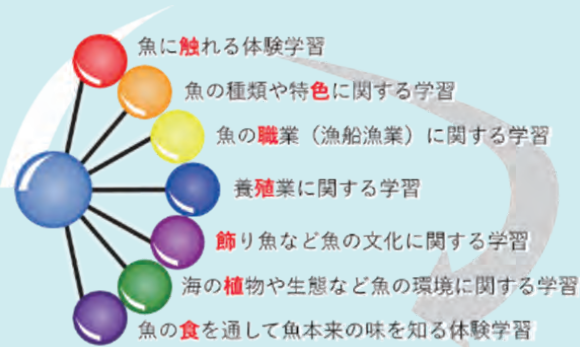 魚に触れる体験学習
魚の種類や特色に関する学習
魚の職業（漁船漁業）に関する学習
養殖業に関する学習
飾り魚など魚の文化に関する学習
海の植物や生態など魚の環境に関する学習
魚の食を通して魚本来の味を知る体験学習